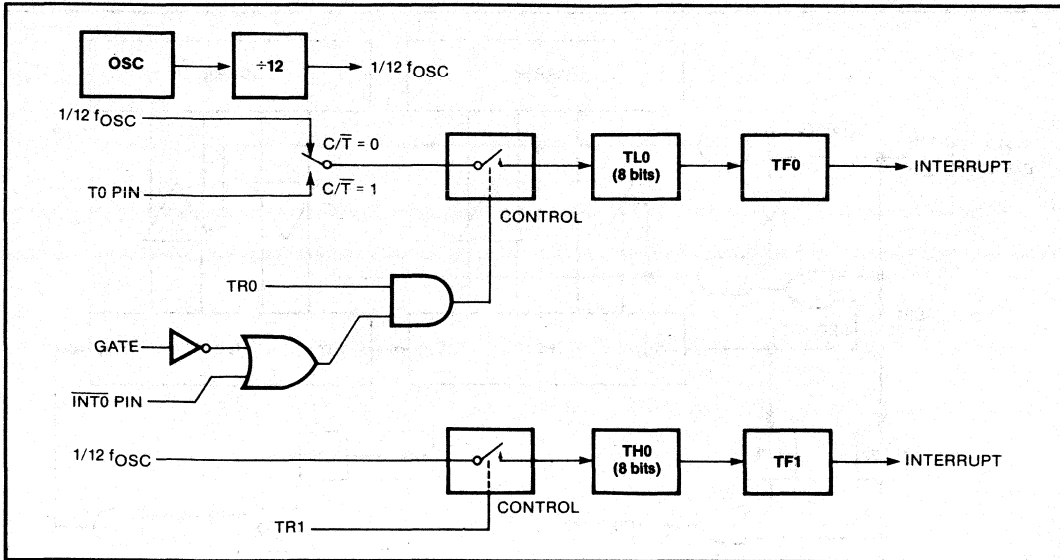 OSC
÷12
1/12 fOSC
1/12 fOSC
C/T̅ = 0
T0 PIN
C/T̅ = 1
CONTROL
TL0
(8 bits)
TF0
INTERRUPT
TR0
GATE
I̅N̅T̅0̅ PIN
1/12 fOSC
CONTROL
TH0
(8 bits)
TF1
INTERRUPT
TR1